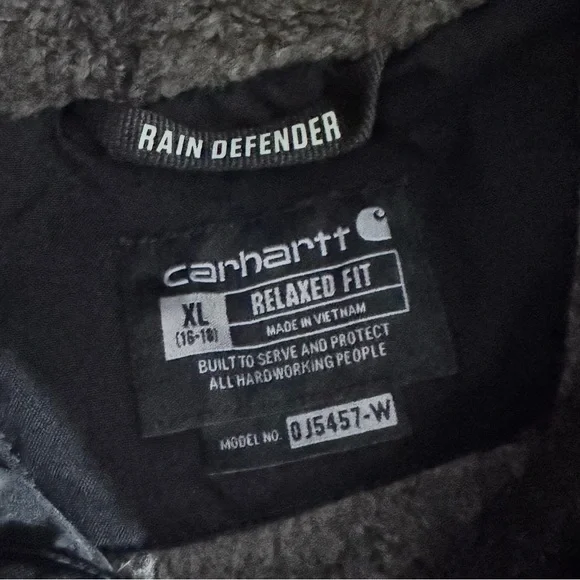 RAIN DEFENDER
carhartt
XL
(16-18)
RELAXED FIT
MADE IN VIETNAM
BUILT TO SERVE AND PROTECT
ALL HARDWORKING PEOPLE
MODEL NO. OJ5457-W